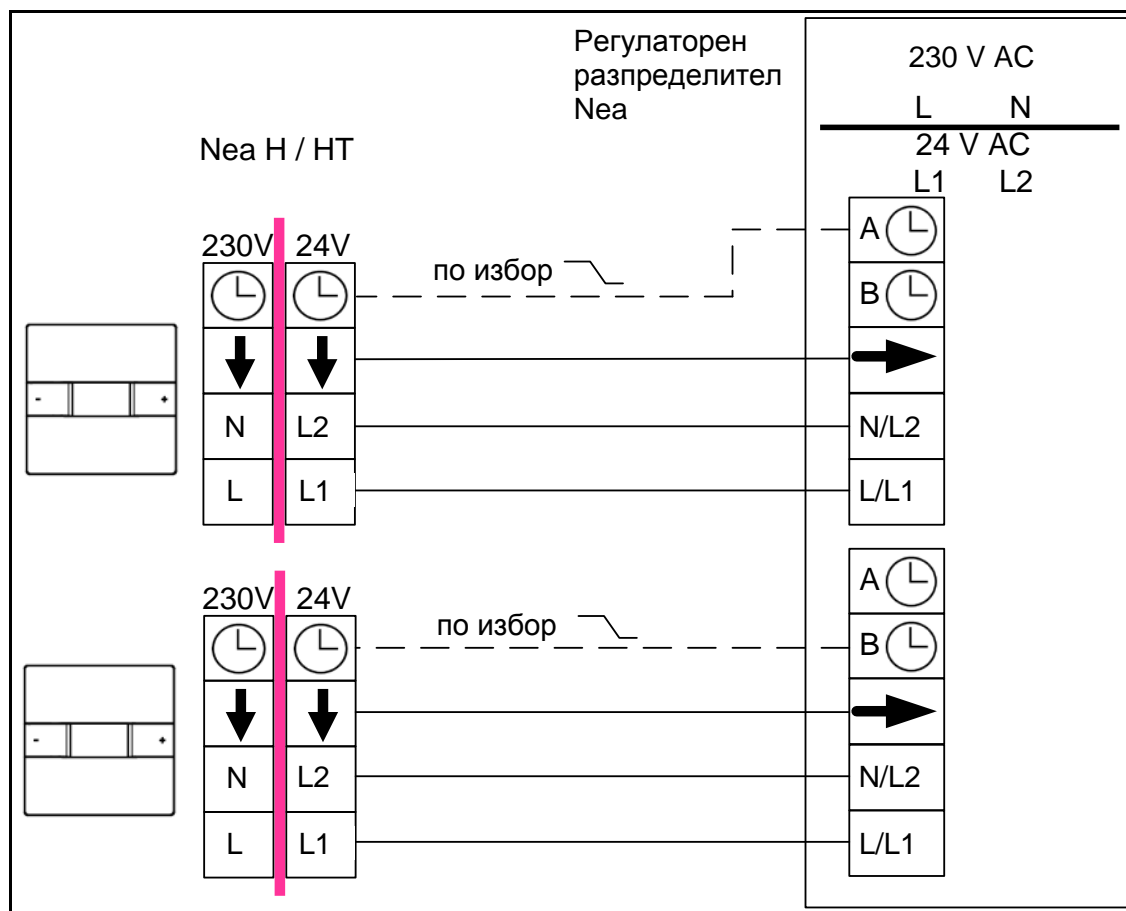 Регулаторен
разпределител
Nea
230 V AC
L N
24 V AC
L1 L2
Nea H / HT
230V 24V
по избор
A
B
N L2
N/L2
L L1
L/L1
- +
230V 24V
по избор
A
B
N L2
N/L2
L L1
L/L1
- +